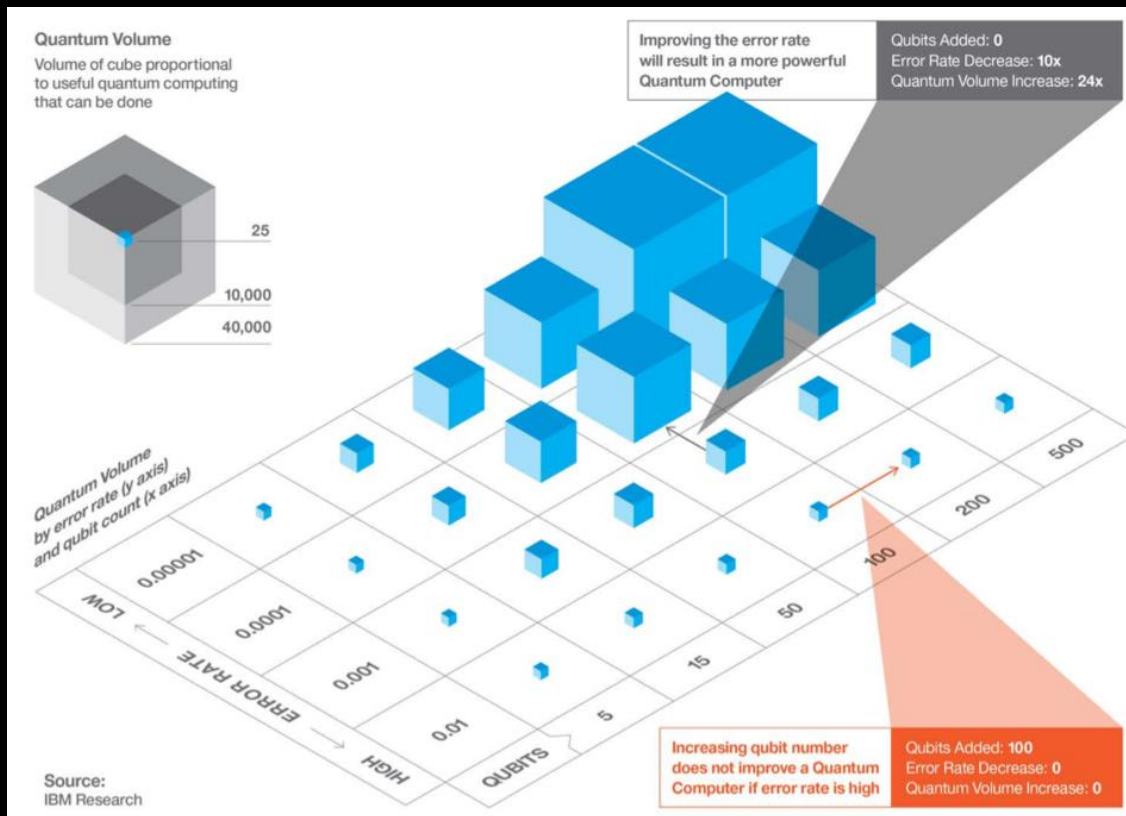 Quantum Volume
Volume of cube proportional
to useful quantum computing
that can be done
25
10,000
40,000
Improving the error rate
will result in a more powerful
Quantum Computer
Qubits Added: 0
Error Rate Decrease: 10x
Quantum Volume Increase: 24x
Quantum Volume
by error rate (y axis)
and qubit count (x axis)
0.00001
0.0001
0.001
0.01
LOW
ERROR RATE
HIGH
QUBITS
5
15
50
100
200
500
Increasing qubit number
does not improve a Quantum
Computer if error rate is high
Qubits Added: 100
Error Rate Decrease: 0
Quantum Volume Increase: 0
Source:
IBM Research